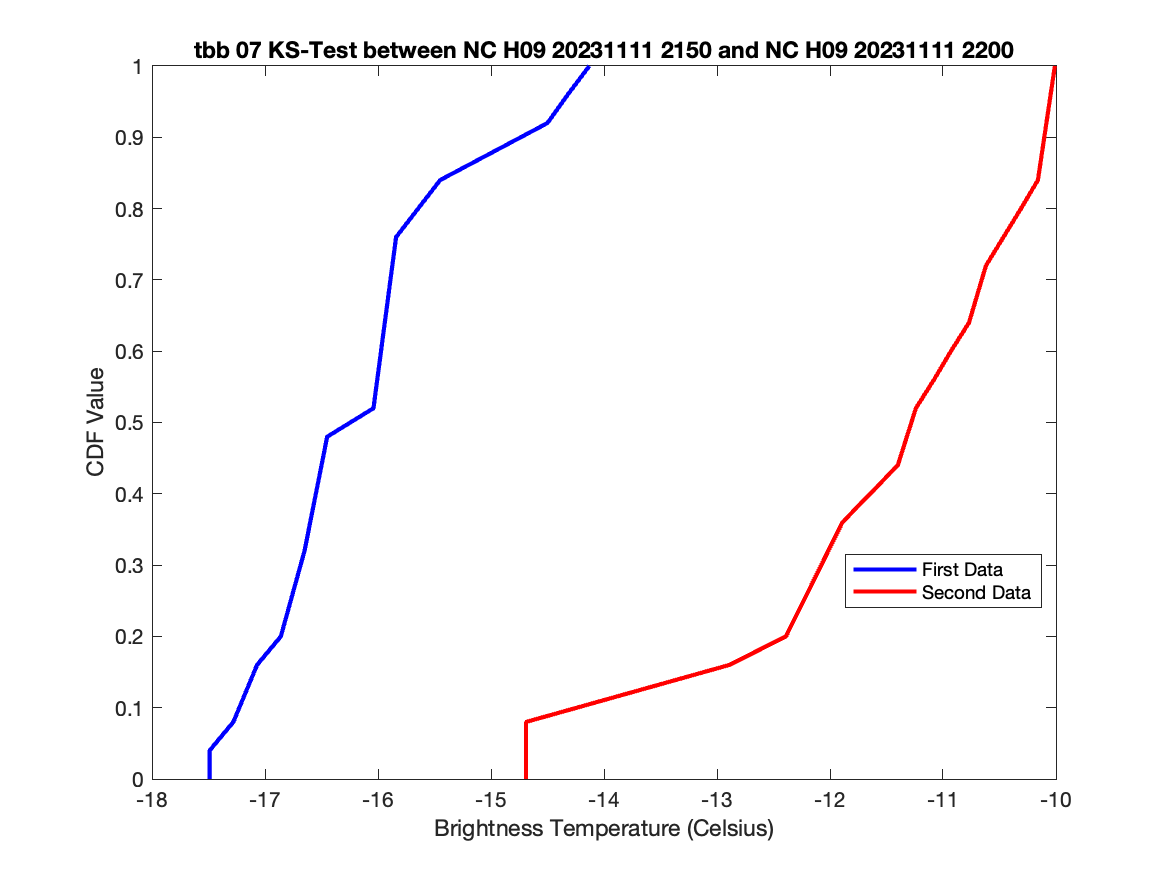 tbb 07 KS-Test between NC H09 20231111 2150 and NC H09 20231111 2200
1
0.9
0.8
0.7
0.6
0.5
0.4
0.3
0.2
0.1
0
CDF Value
First Data
Second Data
-18 -17 -16 -15 -14 -13 -12 -11 -10
Brightness Temperature (Celsius)